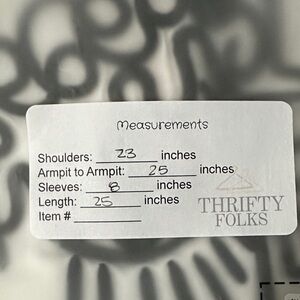 Measurements
Shoulders: 23 inches
Armpit to Armpit: 25 inches
Sleeves: 8 inches
Length: 25 inches
Item #
THRIFTY
FOLKS